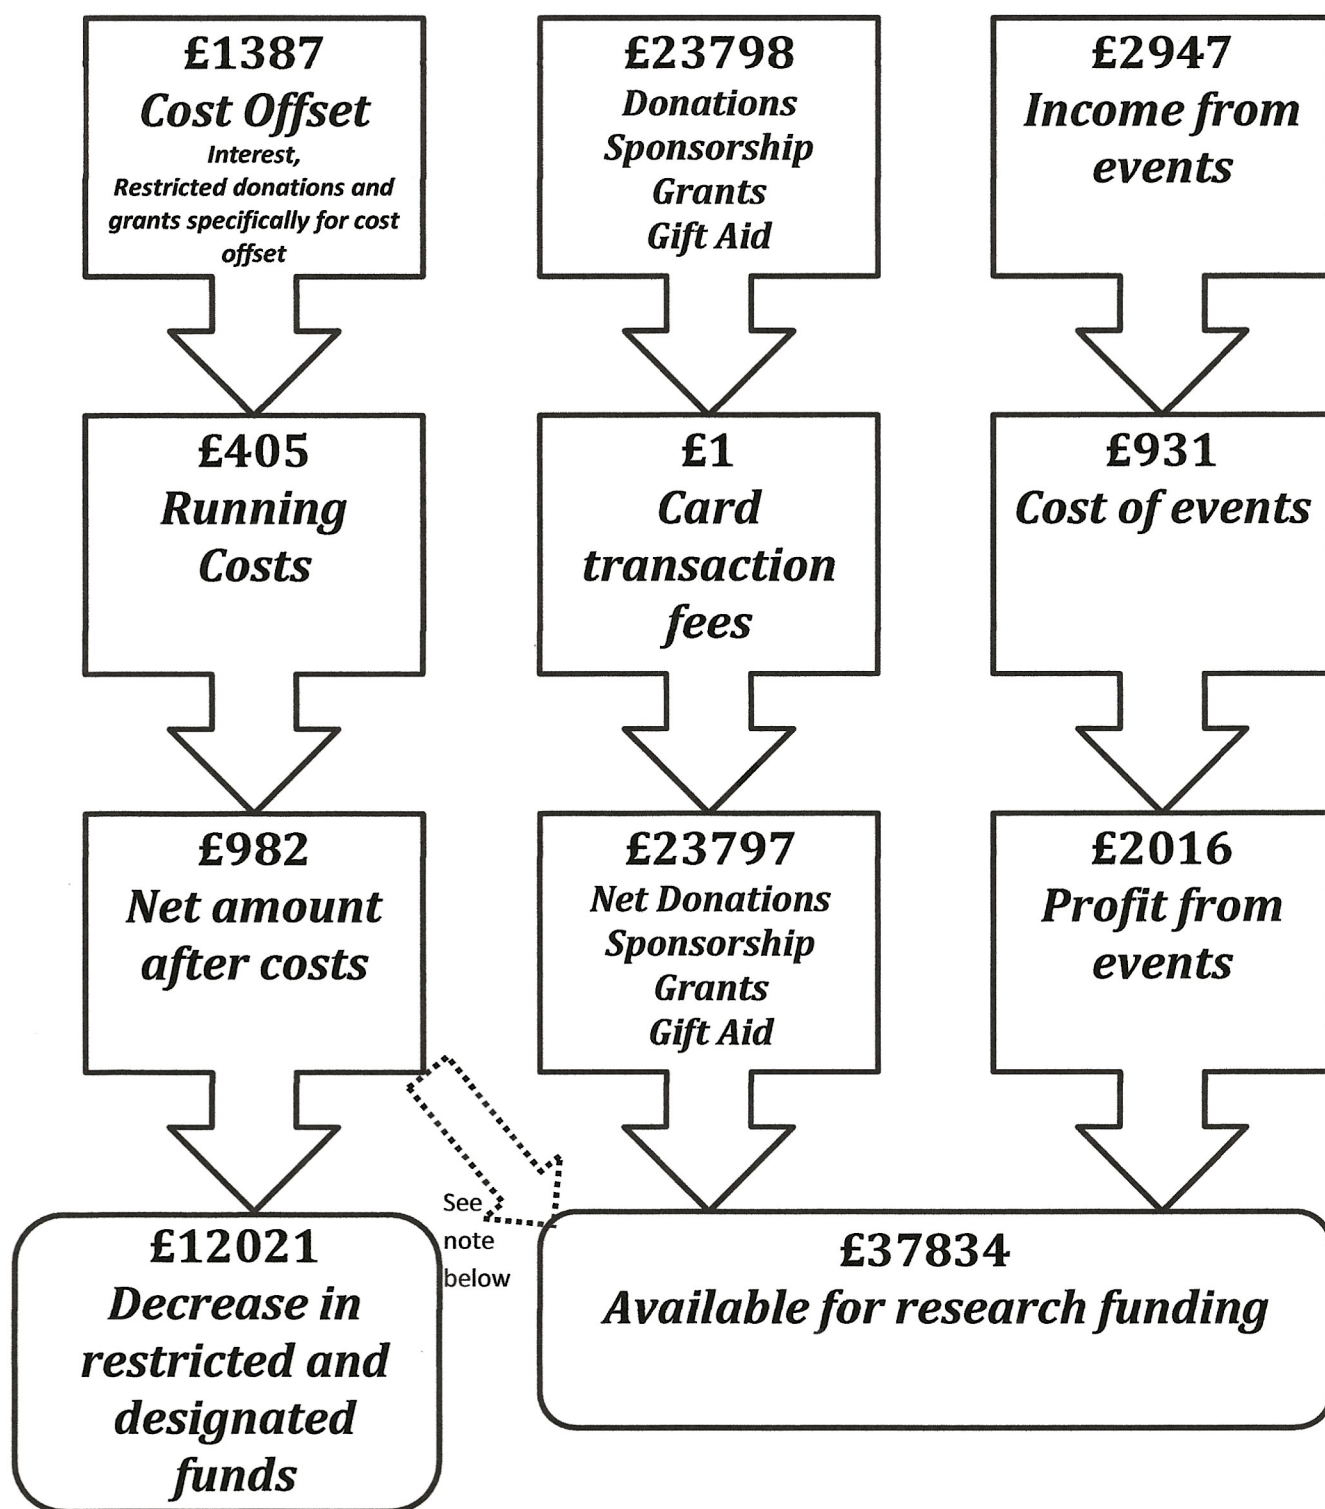 £1387
Cost Offset
Interest,
Restricted donations and
grants specifically for cost
offset
£23798
Donations
Sponsorship
Grants
Gift Aid
£2947
Income from
events
£405
Running
Costs
£1
Card
transaction
fees
£931
Cost of events
£982
Net amount
after costs
£23797
Net Donations
Sponsorship
Grants
Gift Aid
£2016
Profit from
events
See
note
below
£12021
Decrease in
restricted and
designated
funds
£37834
Available for research funding